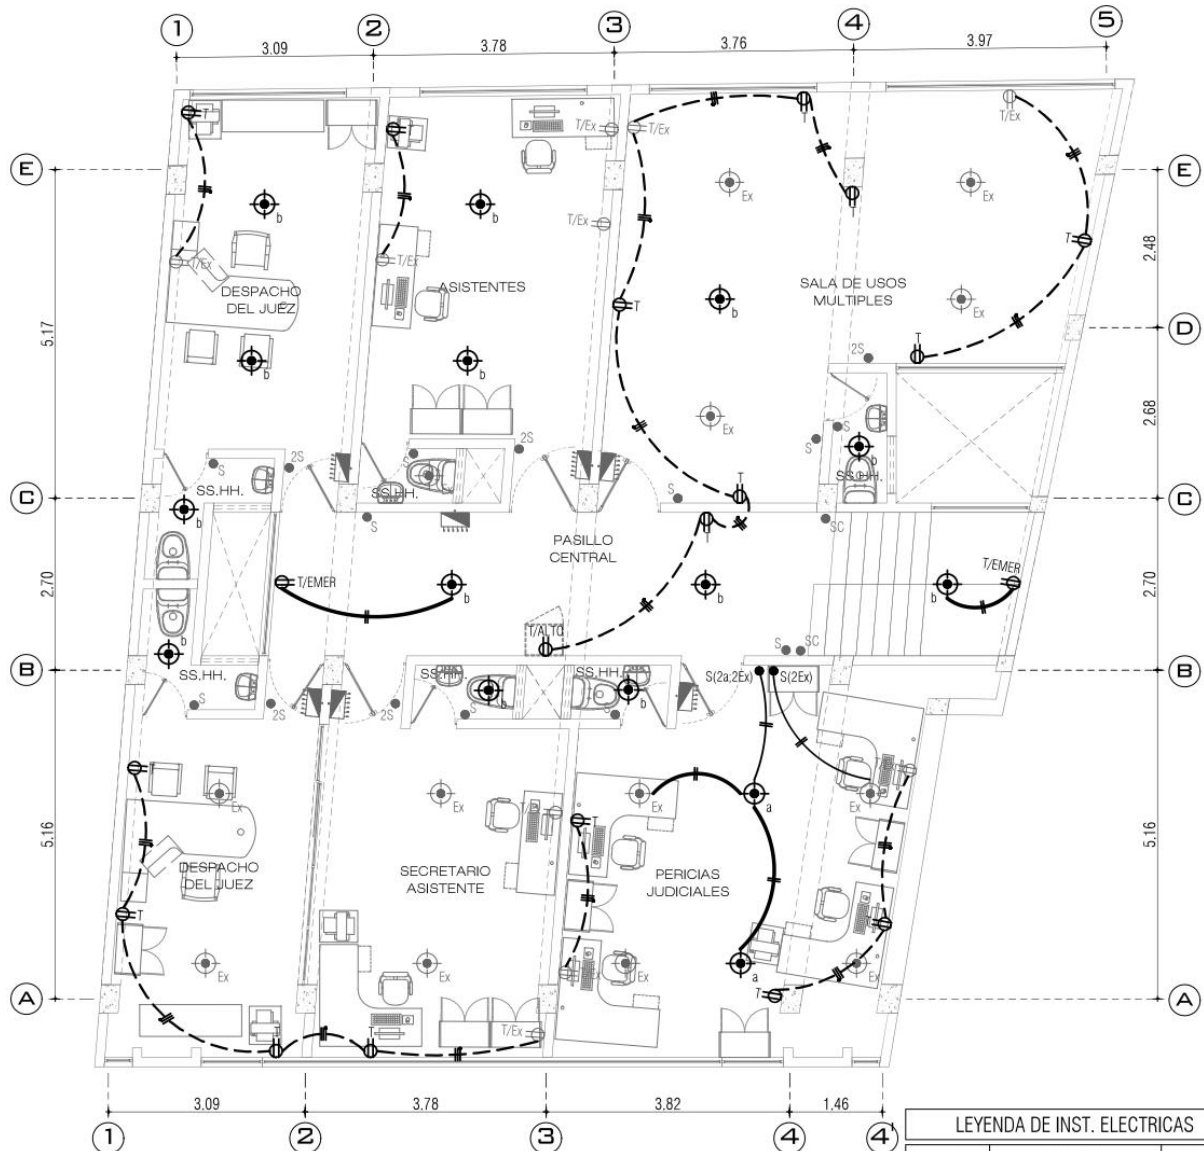 1 2 3 4 5
3.09 3.78 3.76 3.97
T T T/Ex T/Ex T T/Ex
E E
Ex Ex
b b
T/Ex
2.48
T/Ex T/Ex T
DESPACHO
DEL JUEZ
ASISTENTES
SALA DE USOS
MULTIPLES
b Ex
T
D
5.17
T
2S
b b
2.68
Ex
S
2S
S
2S
S
S
b
SS.HH.
SS.HH.
SS.HH.
T
C C
b
S
S
SC
T
PASILLO
CENTRAL
T/EMER
T/EMER
b b b
2.70 2.70
T/ALTO
S SC
b
B B
SS.HH.
SS.HH.
SS.HH.
S(2a;2Ex) S(2Ex)
b b
S 2S S S
T
Ex Ex Ex a Ex
T
5.16 5.16
DESPACHO
DEL JUEZ
SECRETARIO
ASISTENTE
PERICIAS
JUDICIALES
T
Ex Ex Ex a Ex
T
A A
T T T/Ex
3.09 3.78 3.82 1,46
1 2 3 4 4'
LEYENDA DE INST. ELECTRICAS